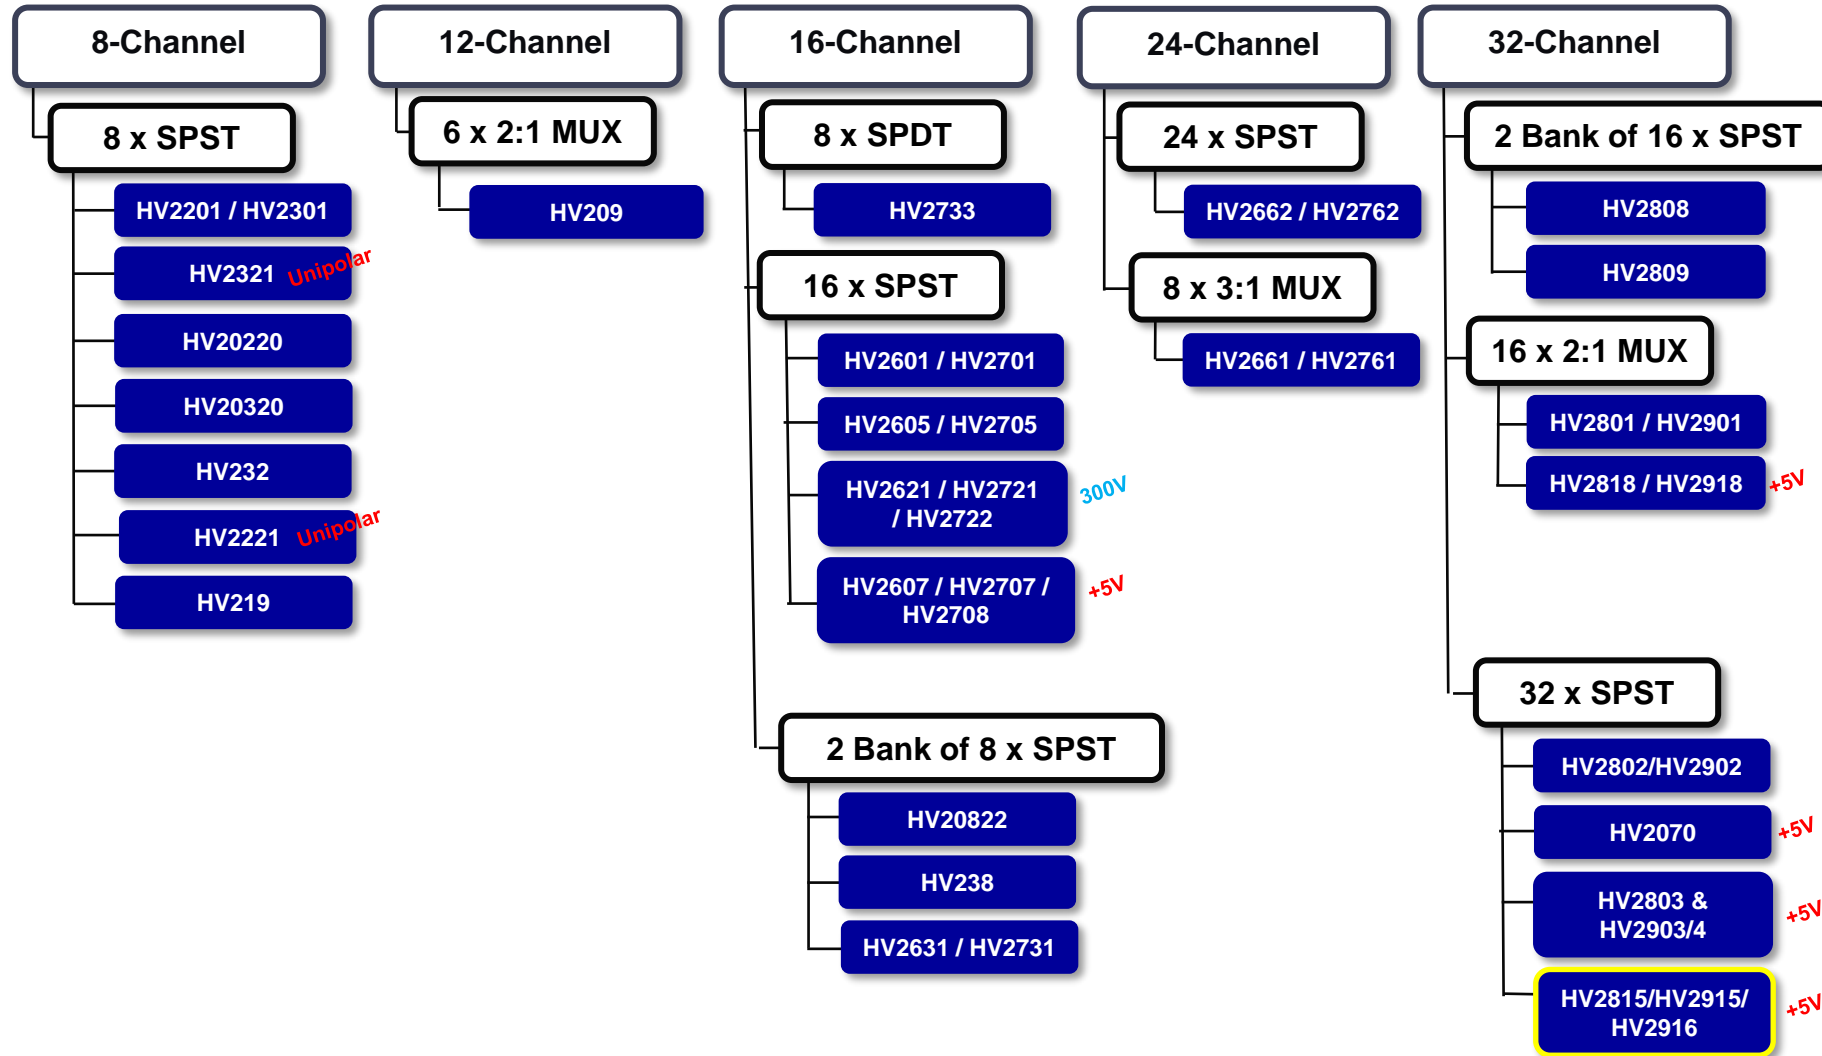 8-Channel
8 x SPST
HV2201 / HV2301
HV2321 Unipolar
HV20220
HV20320
HV232
HV2221 Unipolar
HV219
12-Channel
6 x 2:1 MUX
HV209
16-Channel
8 x SPDT
HV2733
16 x SPST
HV2601 / HV2701
HV2605 / HV2705
HV2621 / HV2721
/ HV2722
300V
HV2607 / HV2707 /
HV2708
+5V
2 Bank of 8 x SPST
HV20822
HV238
HV2631 / HV2731
24-Channel
24 x SPST
HV2662 / HV2762
8 x 3:1 MUX
HV2661 / HV2761
32-Channel
2 Bank of 16 x SPST
HV2808
HV2809
16 x 2:1 MUX
HV2801 / HV2901
HV2818 / HV2918 +5V
32 x SPST
HV2802/HV2902
HV2070 +5V
HV2803 &
HV2903/4
+5V
HV2815/HV2915/
HV2916
+5V